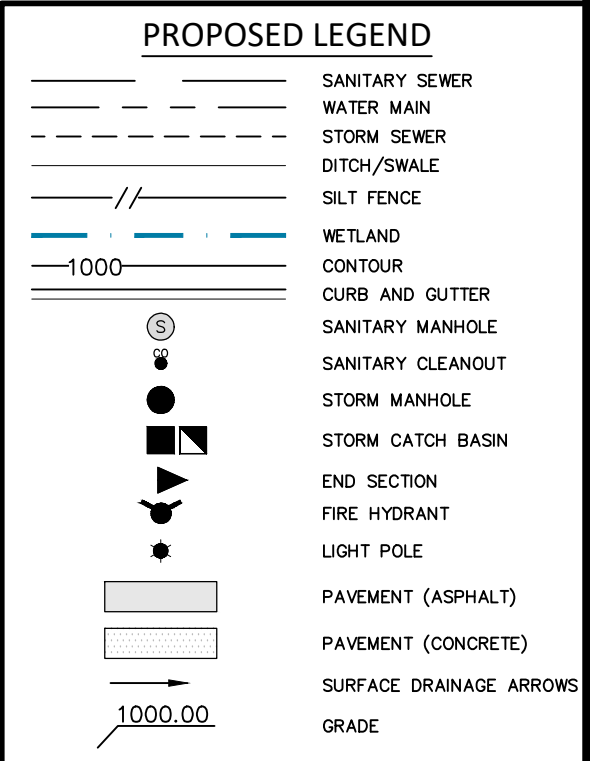 PROPOSED LEGEND
SANITARY SEWER
WATER MAIN
STORM SEWER
DITCH/SWALE
SILT FENCE
WETLAND
1000 CONTOUR
CURB AND GUTTER
S SANITARY MANHOLE
CO SANITARY CLEANOUT
STORM MANHOLE
STORM CATCH BASIN
END SECTION
FIRE HYDRANT
LIGHT POLE
PAVEMENT (ASPHALT)
PAVEMENT (CONCRETE)
SURFACE DRAINAGE ARROWS
1000.00 GRADE